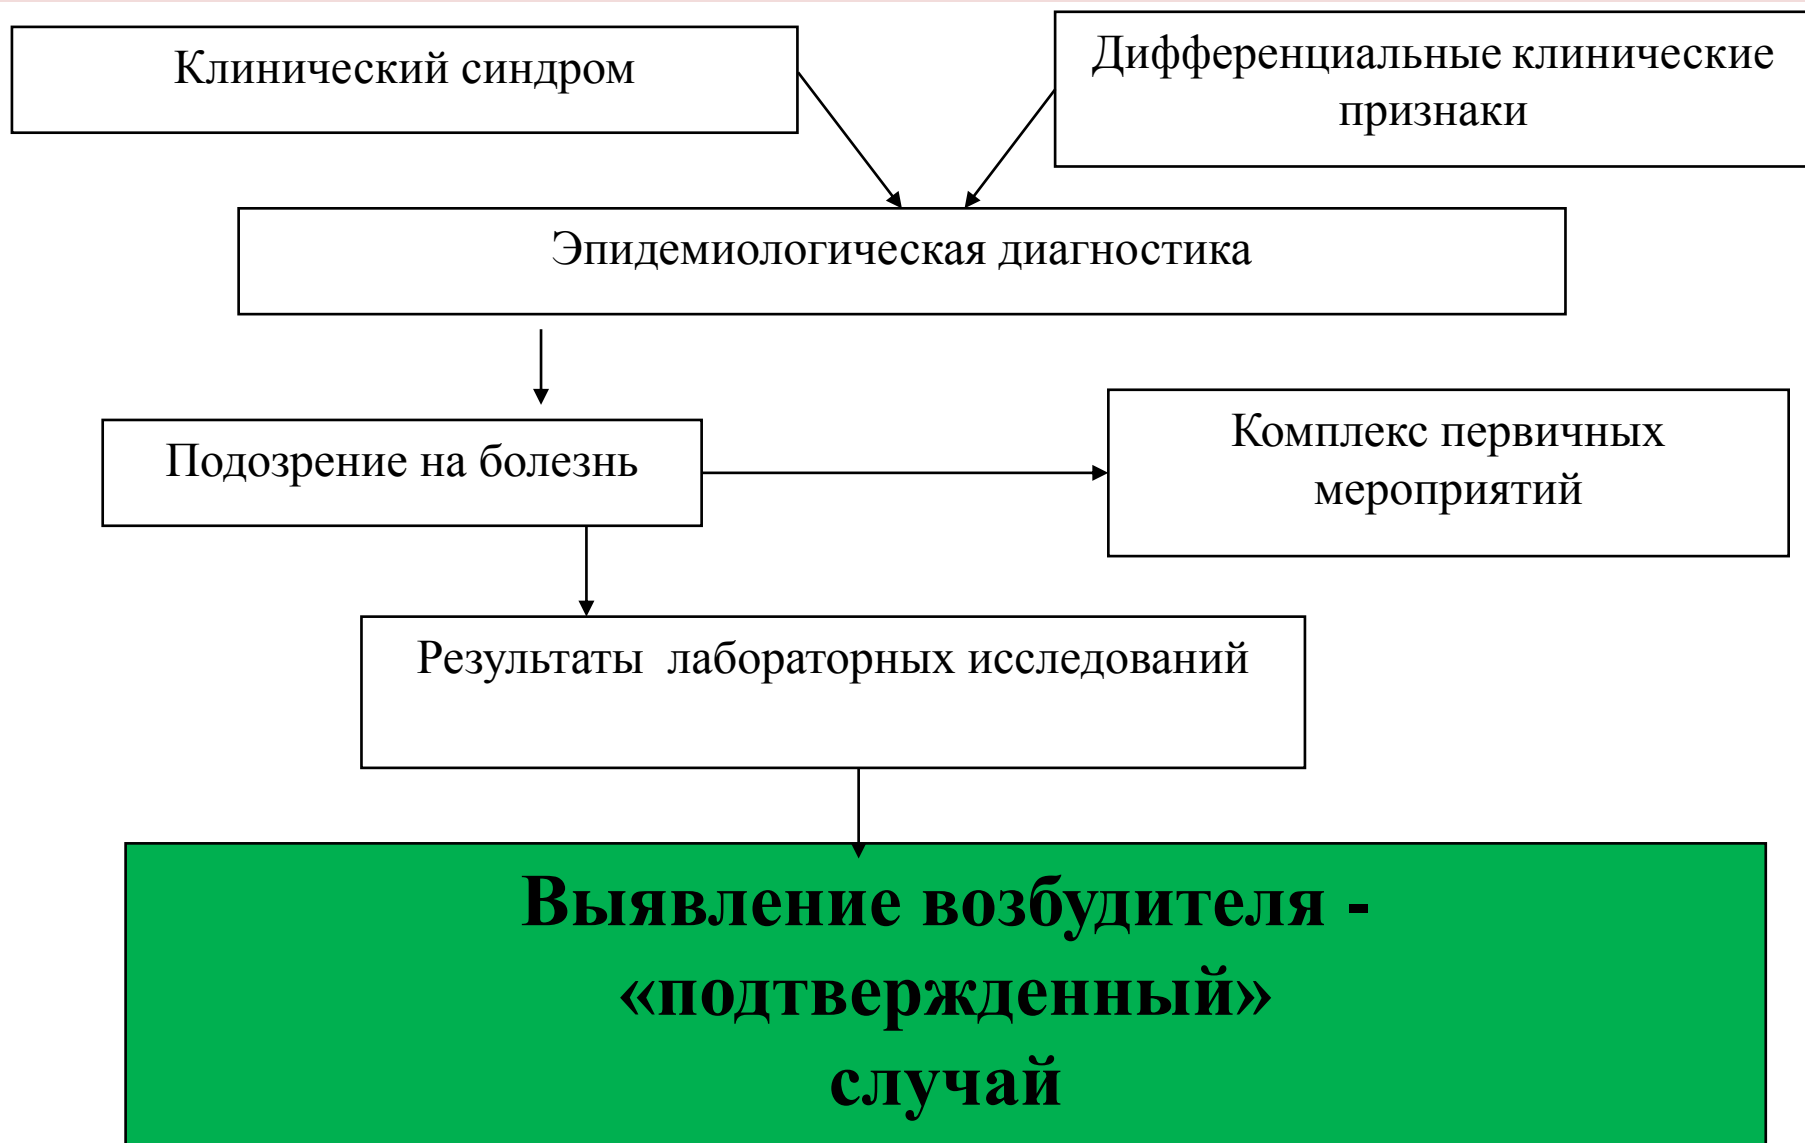 Клинический синдром
Дифференциальные клинические
признаки
Эпидемиологическая диагностика
Подозрение на болезнь
Комплекс первичных
мероприятий
Результаты лабораторных исследований
Выявление возбудителя -
«подтвержденный»
случай